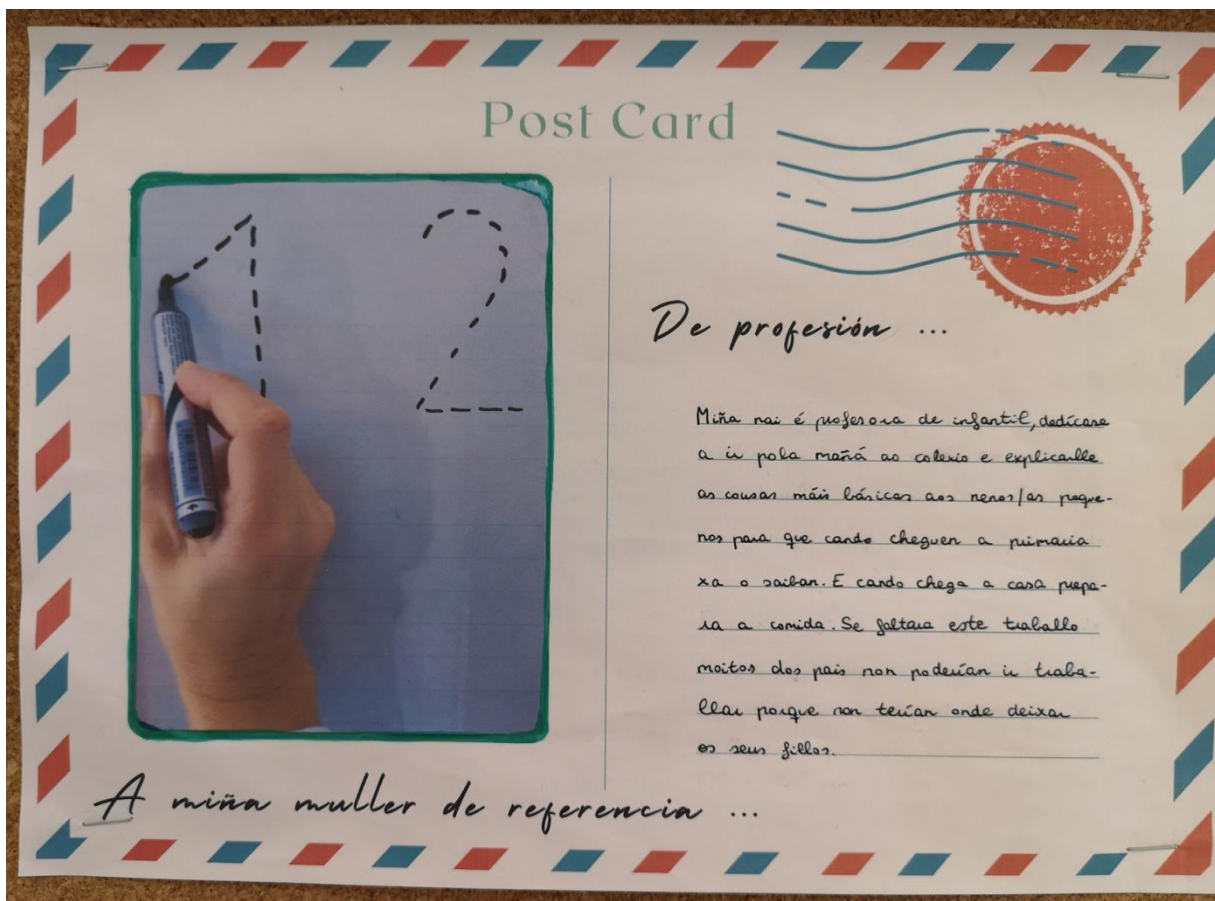 Post Card
De profesión ...
Miña nai é profesora de infantil, dedícase
a ir pola mañá ao colexio e explicarlle
as cousas máis básicas aos nenos/as peque-
nos para que cando cheguen a primaria
xa o saiban. E cando chega a casa prepa-
ra a comida. Se faltara este traballo
moitos dos pais non poderían ir traba-
llar porque non terían onde deixar
os seus fillos.
A miña muller de referencia ...